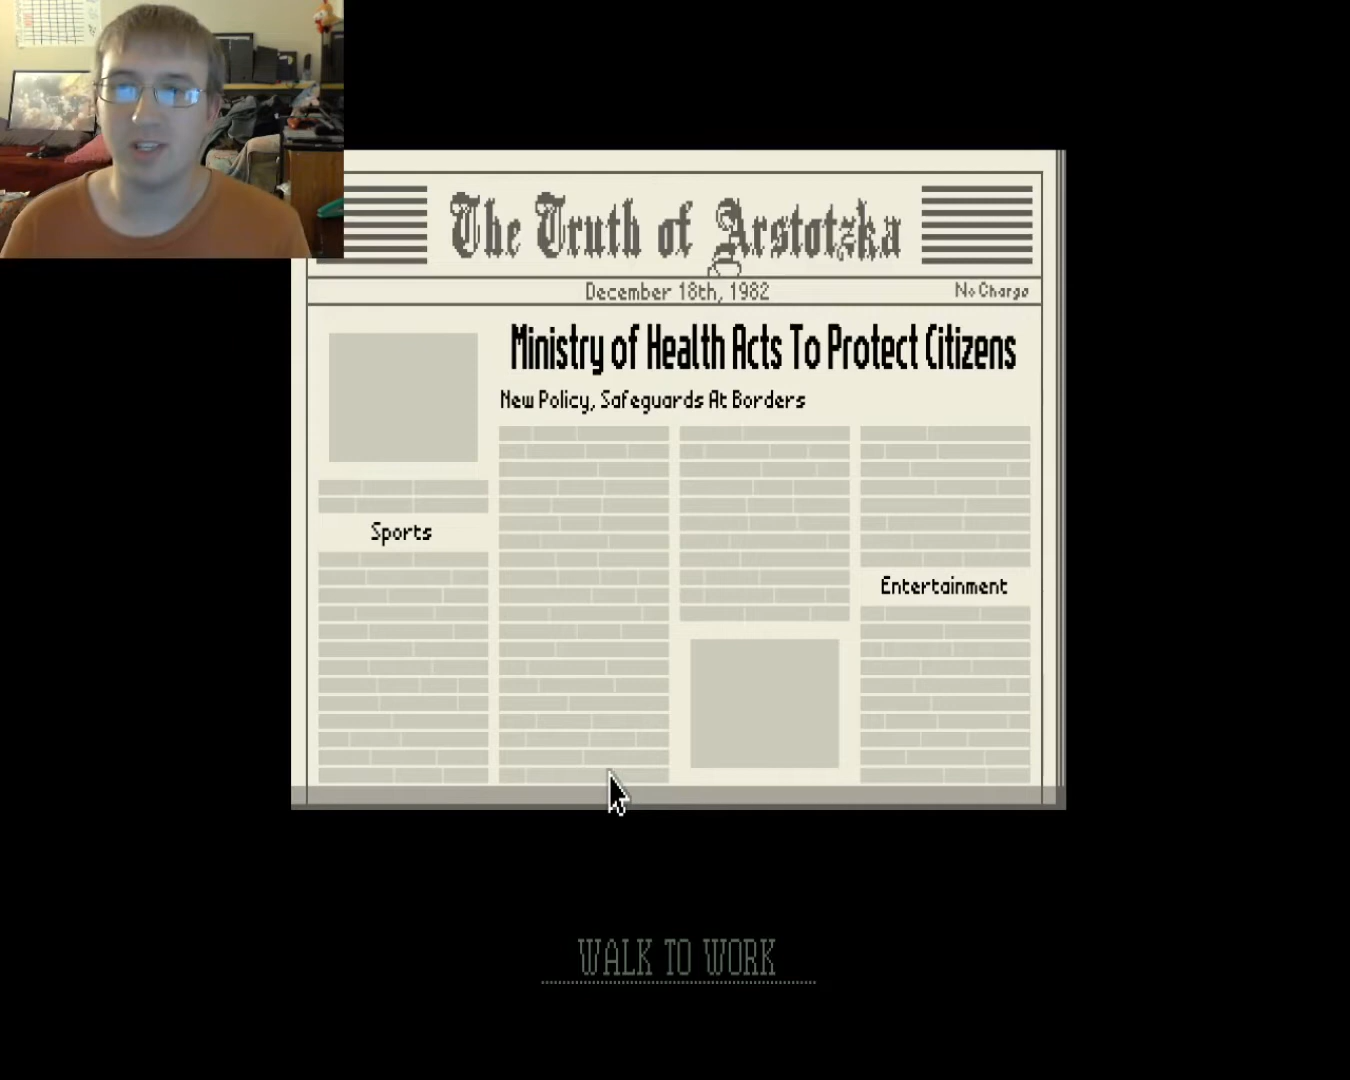 The Truth of Arstotzka
December 18th, 1982
No Charge
Ministry of Health Acts To Protect Citizens
New Policy, Safeguards At Borders
Sports
Entertainment
WALK TO WORK